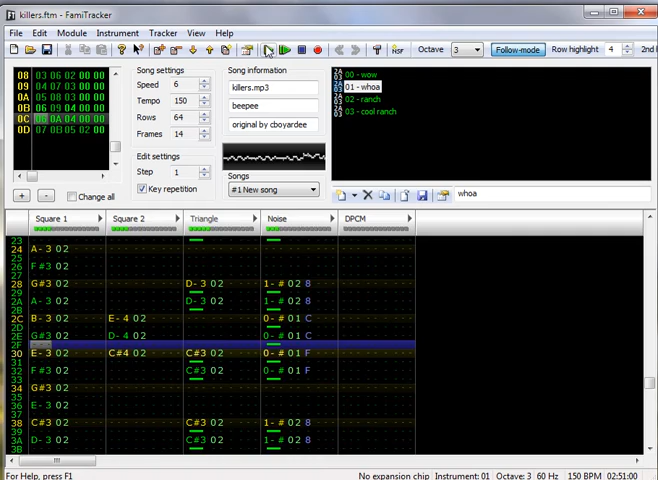 killers.ftm - FamiTracker
File Edit Module Instrument Tracker View Help
NSF Octave 3 Follow-mode Row highlight 4 2nd
08 03 06 02 00 00
09 04 07 03 00 00
0A 05 08 03 00 00
0B 06 09 04 00 00
0C 08 0A 04 00 00
0D 07 0B 05 02 00
Change all
Song settings
Speed 6
Tempo 150
Rows 64
Frames 14
Edit settings
Step 1
Key repetition
Song information
killers.mp3
beepee
original by cboyardee
Songs
#1 New song
00 - wow
01 - whoa
02 - ranch
03 - cool ranch
whoa
Square 1 Square 2 Triangle Noise DPCM
23
24 A- 3 02
25
26 F#3 02
27
28 G#3 02 D- 3 02 1- # 02 8
29
2A A- 3 02 D- 3 02 1- # 02 8
2B
2C B- 3 02 E- 4 02 0- # 01 C
2D
2E G#3 02 D- 4 02 0- # 01 C
2F
30 E- 3 02 C#4 02 C#3 02 0- # 01 F
31
32 F#3 02 C#3 02 0- # 01 F
33
34 G#3 02
35
36 E- 3 02
37
38 C#3 02 C#3 02 1- # 02 8
39
3A D- 3 02 C#3 02 1- # 02 8
3B
For Help, press F1 No expansion chip Instrument: 01 Octave: 3 60 Hz 150 BPM 02:51:00